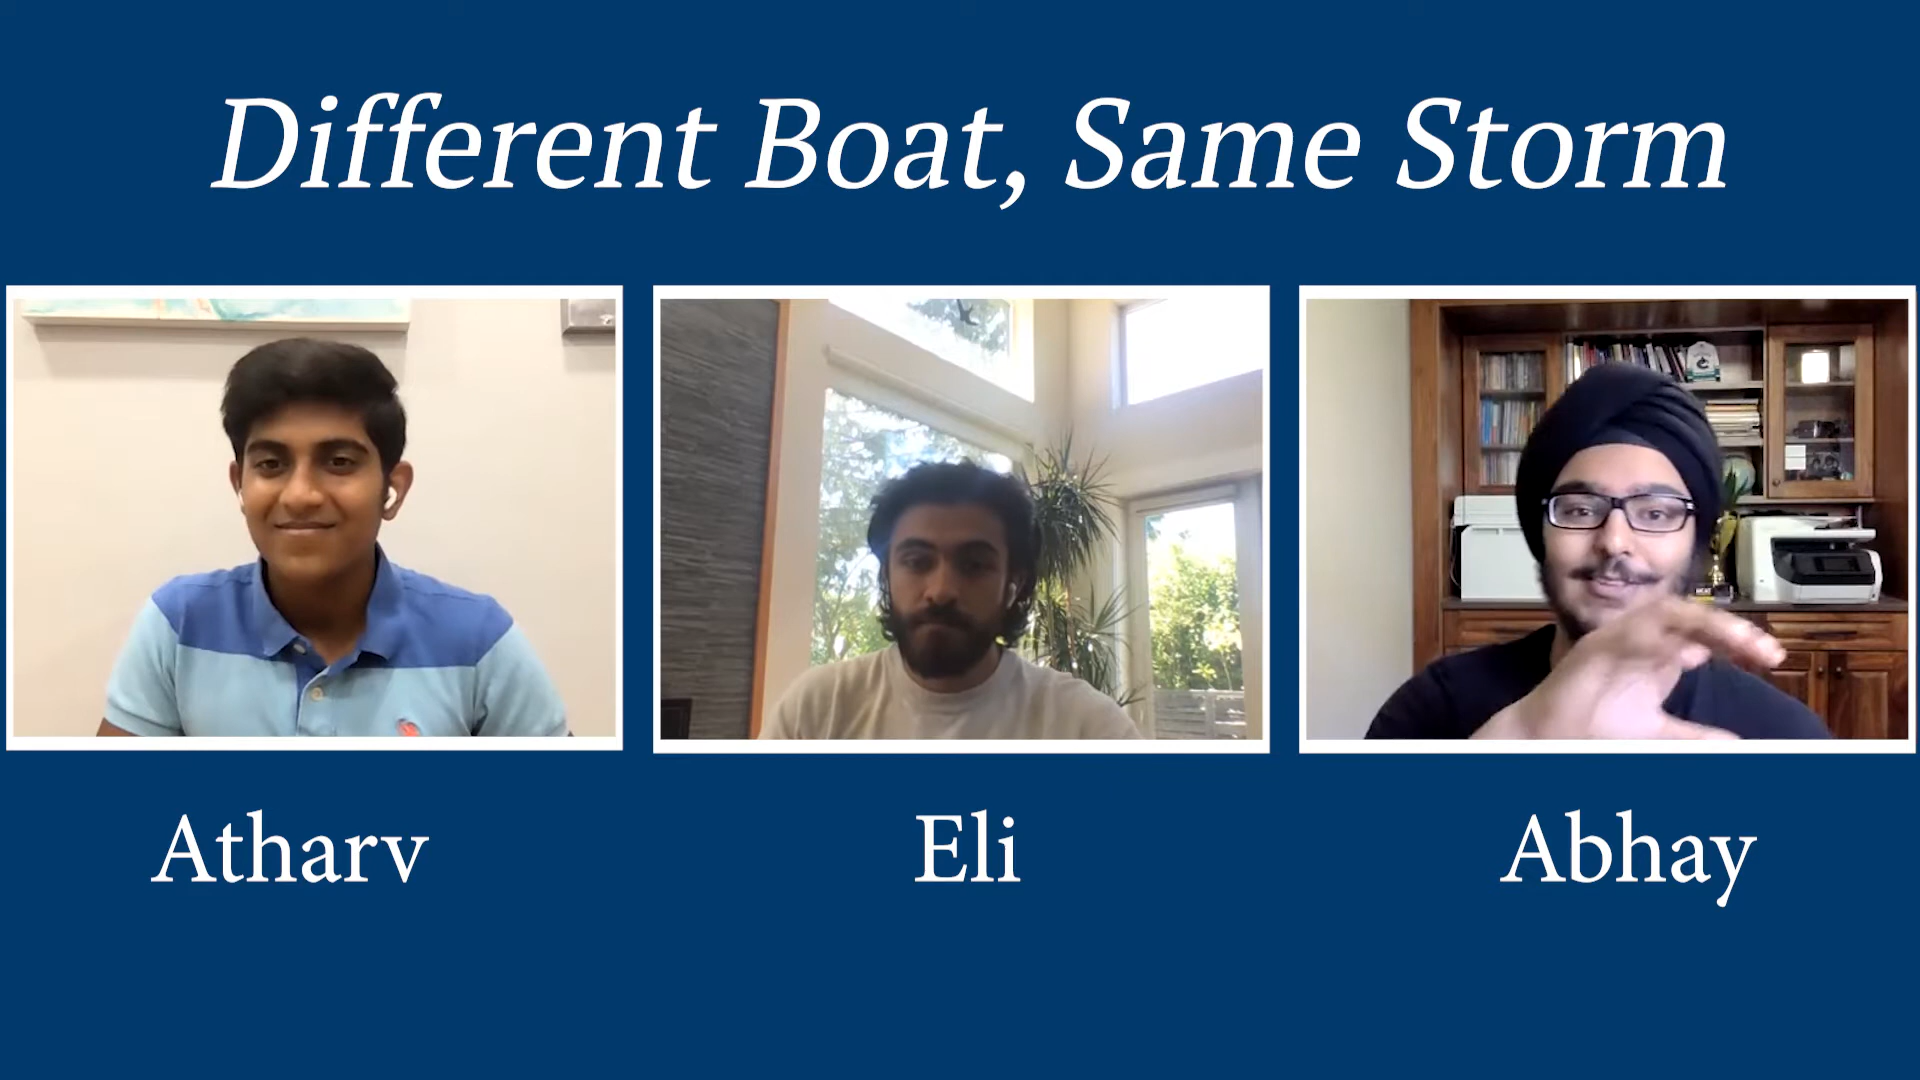 Different Boat, Same Storm
Atharv
Eli
Abhay